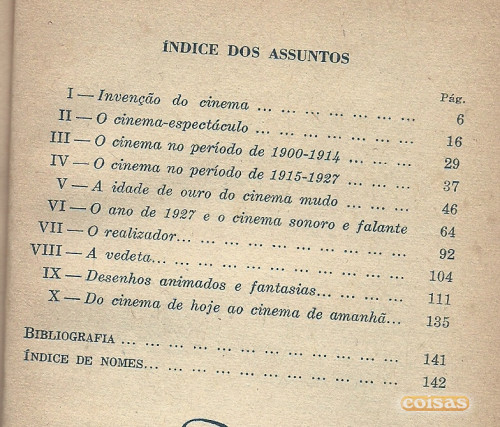 ÍNDICE DOS ASSUNTOS
Pág.
I — Invenção do cinema ... ... ... ... ... ... 6
II — O cinema-espectáculo ... ... ... ... ... ... 16
III — O cinema no período de 1900-1914 ... ... ... 29
IV — O cinema no período de 1915-1927 ... ... ... 37
V — A idade de ouro do cinema mudo ... ... ... 46
VI — O ano de 1927 e o cinema sonoro e falante 64
VII — O realizador... ... ... ... ... ... ... ... 92
VIII — A vedeta... ... ... ... ... ... ... ... ... 104
IX — Desenhos animados e fantasias... ... ... ... 111
X — Do cinema de hoje ao cinema de amanhã... 135
BIBLIOGRAFIA ... ... ... ... ... ... ... ... ... ... 141
ÍNDICE DE NOMES... ... ... ... ... ... ... ... ... 142
coisas